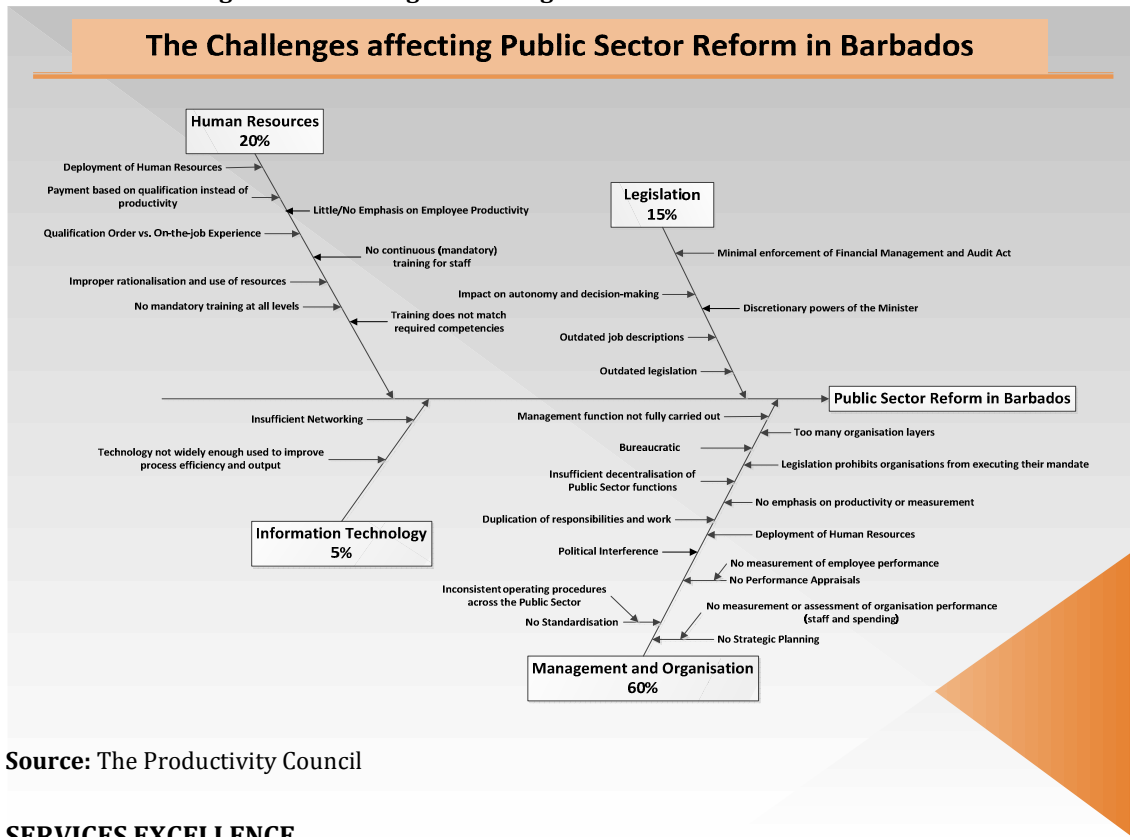 The Challenges affecting Public Sector Reform in Barbados
Human Resources
20%
Deployment of Human Resources
Payment based on qualification instead of
productivity
Little/No Emphasis on Employee Productivity
Qualification Order vs. On-the-job Experience
No continuous (mandatory)
training for staff
Improper rationalisation and use of resources
No mandatory training at all levels
Training does not match
required competencies
Legislation
15%
Minimal enforcement of Financial Management and Audit Act
Impact on autonomy and decision-making
Discretionary powers of the Minister
Outdated job descriptions
Outdated legislation
Public Sector Reform in Barbados
Insufficient Networking
Technology not widely enough used to improve
process efficiency and output
Information Technology
5%
Management function not fully carried out
Too many organisation layers
Bureaucratic
Legislation prohibits organisations from executing their mandate
Insufficient decentralisation of
Public Sector functions
No emphasis on productivity or measurement
Duplication of responsibilities and work
Deployment of Human Resources
Political Interference
No measurement of employee performance
No Performance Appraisals
Inconsistent operating procedures
across the Public Sector
No measurement or assessment of organisation performance
(staff and spending)
No Standardisation
No Strategic Planning
Management and Organisation
60%
Source: The Productivity Council
SERVICES EXCELLENCE